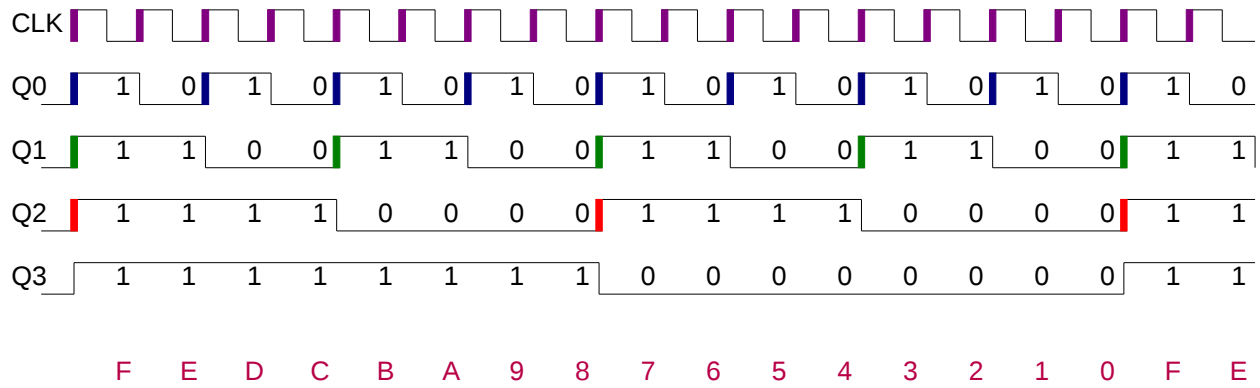 CLK
Q0 1 0 1 0 1 0 1 0 1 0 1 0 1 0 1 0 1 0
Q1 1 1 0 0 1 1 0 0 1 1 0 0 1 1 0 0 1 1
Q2 1 1 1 1 0 0 0 0 1 1 1 1 0 0 0 0 1 1
Q3 1 1 1 1 1 1 1 1 0 0 0 0 0 0 0 0 1 1
F E D C B A 9 8 7 6 5 4 3 2 1 0 F E